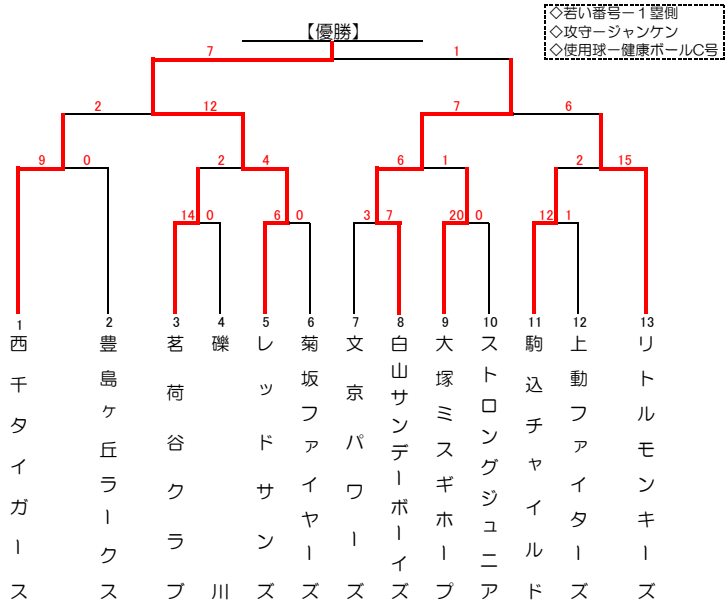 【優勝】
◇若い番号ー1塁側
◇攻守ージャンケン
◇使用球ー健康ボールC号
7 1
2 12 7 6
9 0 2 4 6 1 2 15
14 0 6 0 3 7 20 0 12 1
1 2 3 4 5 6 7 8 9 10 11 12 13
西千タイガース
豊島ヶ丘ラークス
茗荷谷クラブ
礫川
レッドサンズ
菊坂ファイヤーズ
文京パワーズ
白山サンデーボーイズ
大塚ミスギホープ
ストロングジュニア
駒込チャイルド
上動ファイターズ
リトルモンキーズ